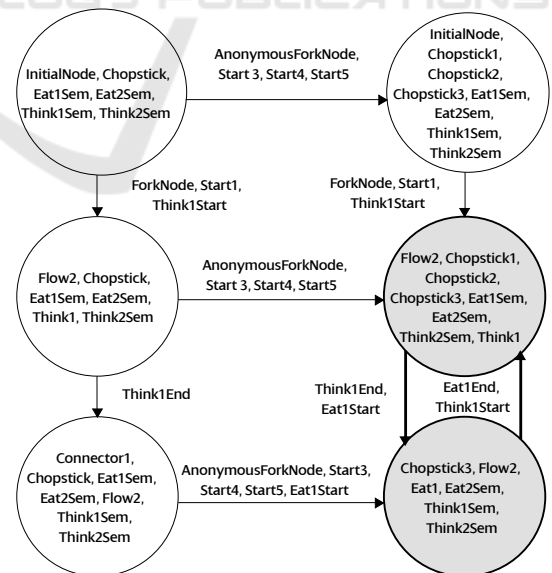 InitialNode, Chopstick,
Eat1Sem, Eat2Sem,
Think1Sem, Think2Sem
AnonymousForkNode,
Start 3, Start4, Start5
InitialNode,
Chopstick1,
Chopstick2,
Chopstick3, Eat1Sem,
Eat2Sem,
Think1Sem,
Think2Sem
ForkNode, Start1,
Think1Start
ForkNode, Start1,
Think1Start
Flow2, Chopstick,
Eat1Sem, Eat2Sem,
Think1, Think2Sem
AnonymousForkNode,
Start 3, Start4, Start5
Flow2, Chopstick1,
Chopstick2,
Chopstick3, Eat1Sem,
Eat2Sem,
Think2Sem, Think1
Think1End
Think1End,
Eat1Start
Eat1End,
Think1Start
Connector1,
Chopstick, Eat1Sem,
Eat2Sem, Flow2,
Think1Sem,
Think2Sem
AnonymousForkNode, Start3,
Start4, Start5, Eat1Start
Chopstick3, Flow2,
Eat1, Eat2Sem,
Think1Sem,
Think2Sem